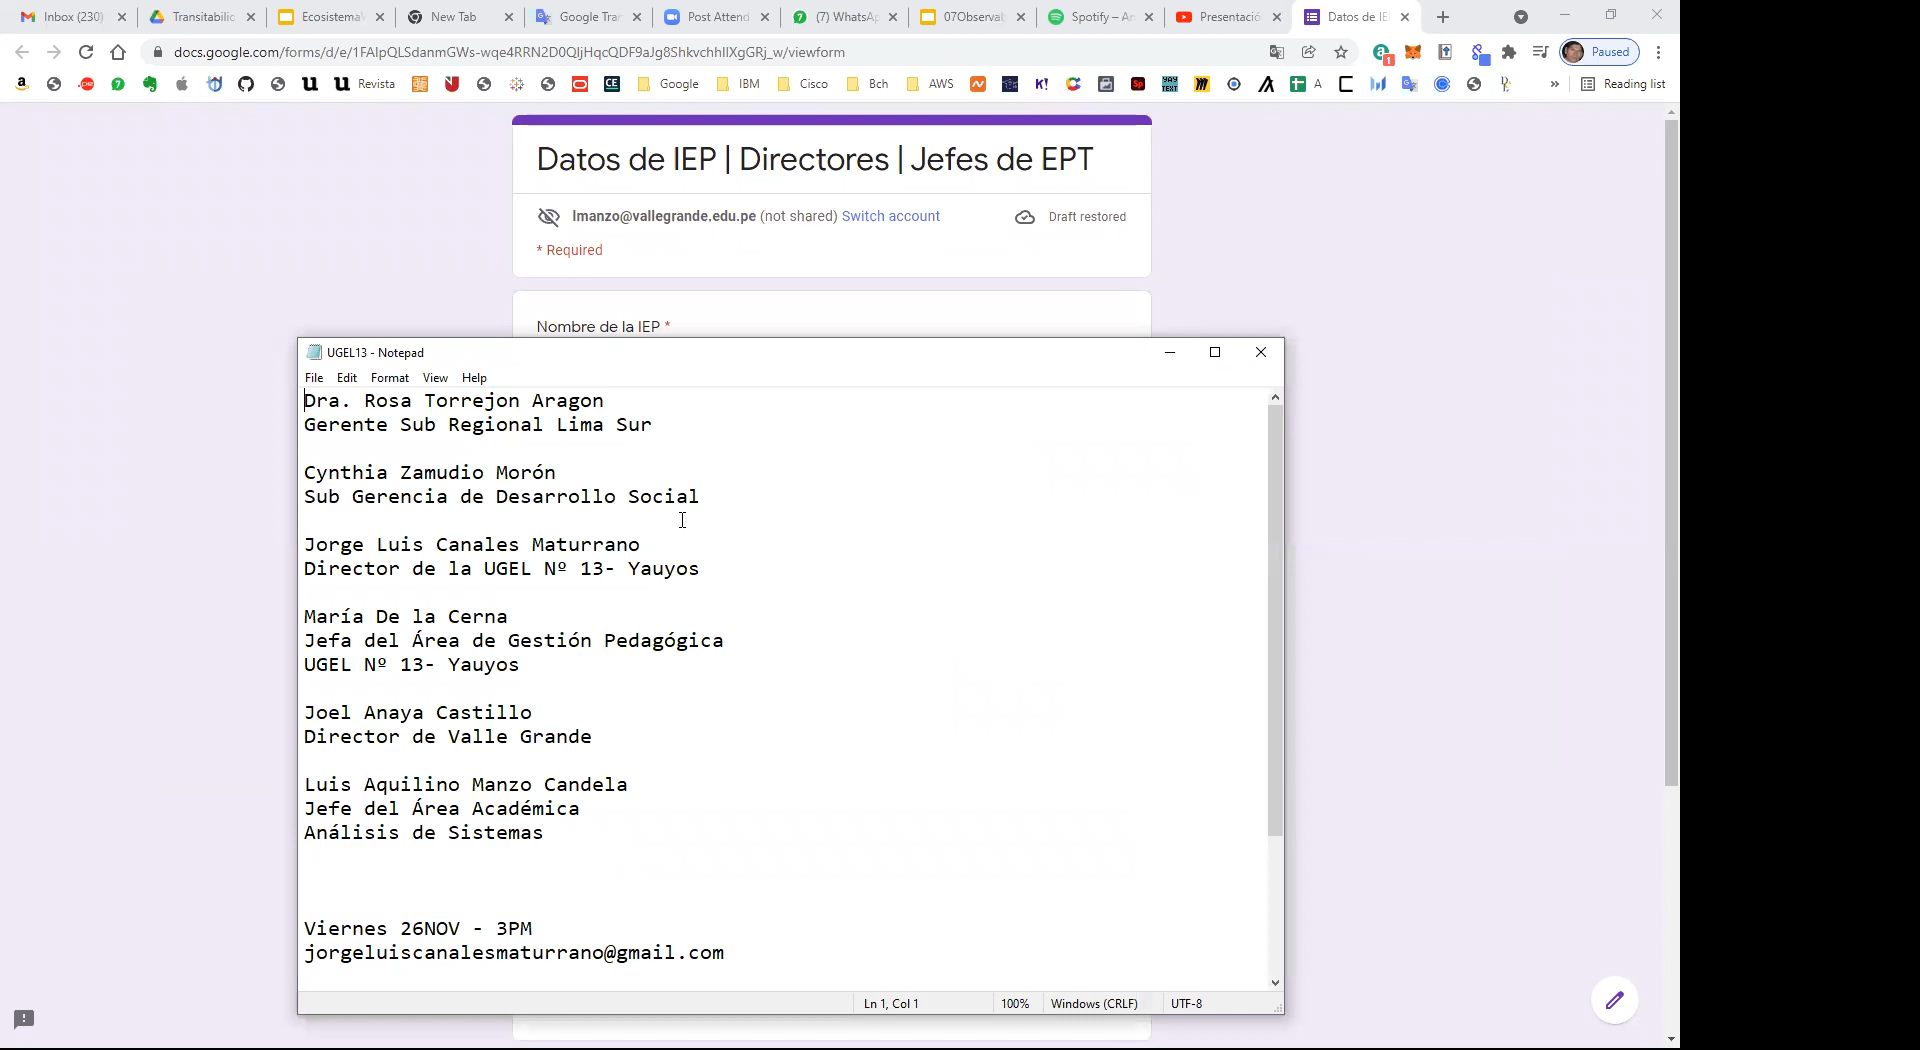 Inbox (230)
Transitabilic
Ecosistema
New Tab
Google Tran
Post Attend
(7) WhatsAp
07Observab
Spotify – An
Presentació
Datos de IEP
docs.google.com/forms/d/e/1FAIpQLSdanmGWs-wqe4RRN2D0QIjHqcQDF9aJg8ShkvchhIIXgGRj_w/viewform
Paused
Revista
Google
IBM
Cisco
Bch
AWS
A
Reading list
Datos de IEP | Directores | Jefes de EPT
lmanzo@vallegrande.edu.pe (not shared) Switch account
Draft restored
* Required
Nombre de la IEP *
UGEL13 - Notepad
File Edit Format View Help
Dra. Rosa Torrejon Aragon
Gerente Sub Regional Lima Sur
Cynthia Zamudio Morón
Sub Gerencia de Desarrollo Social
Jorge Luis Canales Maturrano
Director de la UGEL Nº 13- Yauyos
María De la Cerna
Jefa del Área de Gestión Pedagógica
UGEL Nº 13- Yauyos
Joel Anaya Castillo
Director de Valle Grande
Luis Aquilino Manzo Candela
Jefe del Área Académica
Análisis de Sistemas
Viernes 26NOV - 3PM
jorgeluiscanalesmaturrano@gmail.com
Ln 1, Col 1
100%
Windows (CRLF)
UTF-8